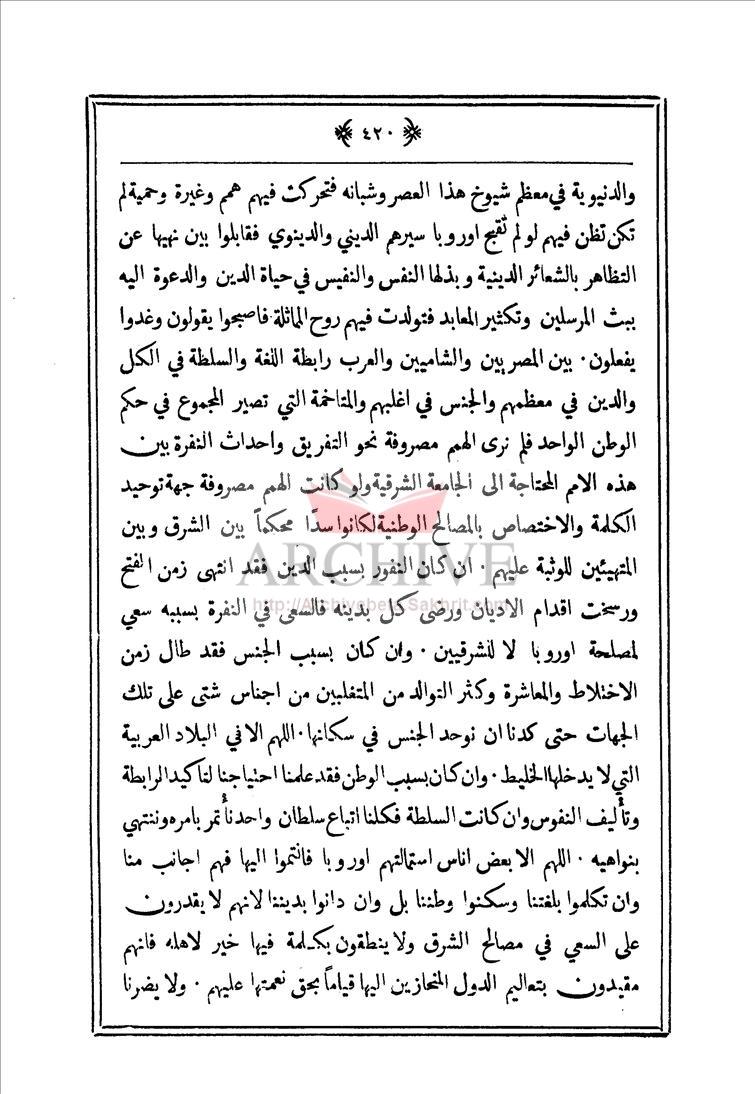 ﴿ ٤٢٠ ﴾
والدنيوية في معظم شيوخ هذا العصر وشبانه فتحركت فيهم همم وغيرة وحمية لم
تكن تظن فيهم لو لم تقبح اوروبا سيرهم الديني والدينوي فقابلوا بين نهيها عن
التظاهر بالشعائر الدينية وبذلها النفس والنفيس في حياة الدين والدعوة اليه
ببث المرسلين وتكثير المعابد فتولدت فيهم روح المماثلة فاصبحوا يقولون وغدوا
يفعلون · بين المصريين والشاميين والعرب رابطة اللغة والسلطة في الكل
والدين في معظمهم والجنس في اغلبهم والمتاخمة التي تصير المجموع في حكم
الوطن الواحد فلم نرى الهمم مصروفة نحو التفريق واحداث النفرة بين
هذه الامم المحتاجة الى الجامعة الشرقية ولو كانت الهمم مصروفة جهة توحيد
الكلمة والاختصاص بالمصالح الوطنية لكانوا سدًا محكماً بين الشرق وبين
المتهيئين للوثبة عليهم · ان كان النفور بسبب الدين فقد انتهى زمن الفتح
ARCHIVE
http://Archivebeta.Sakhrit.com
ورسخت اقدام الاديان ورضى كل بدينه فالسعى في النفرة بسببه سعي
لمصلحة اوروبا لا للشرقيين · وان كان بسبب الجنس فقد طال زمن
الاختلاط والمعاشرة وكثر التوالد من المتغلبين من اجناس شتى على تلك
الجهات حتى كدنا ان نوحد الجنس في سكانها · اللهم الا في البلاد العربية
التي لا يدخلها الخليط · وان كان بسبب الوطن فقد علمنا احتياجنا لتاكيد الرابطة
وتأليف النفوس وان كانت السلطة فكلنا اتباع سلطان واحد نأتمر بامره وننتهي
بنواهيه · اللهم الا بعض اناس استمالتهم اوروبا فانتموا اليها فهم اجانب منا
وان تكلموا بلغتنا وسكنوا وطننا بل وان دانوا بديننا لانهم لا يقدرون
على السعي في مصالح الشرق ولا ينطقون بكلمة فيها خير لاهله فانهم
مقيدون بتعاليم الدول المنحازين اليها قياماً بحق نعمتها عليهم · ولا يضرنا